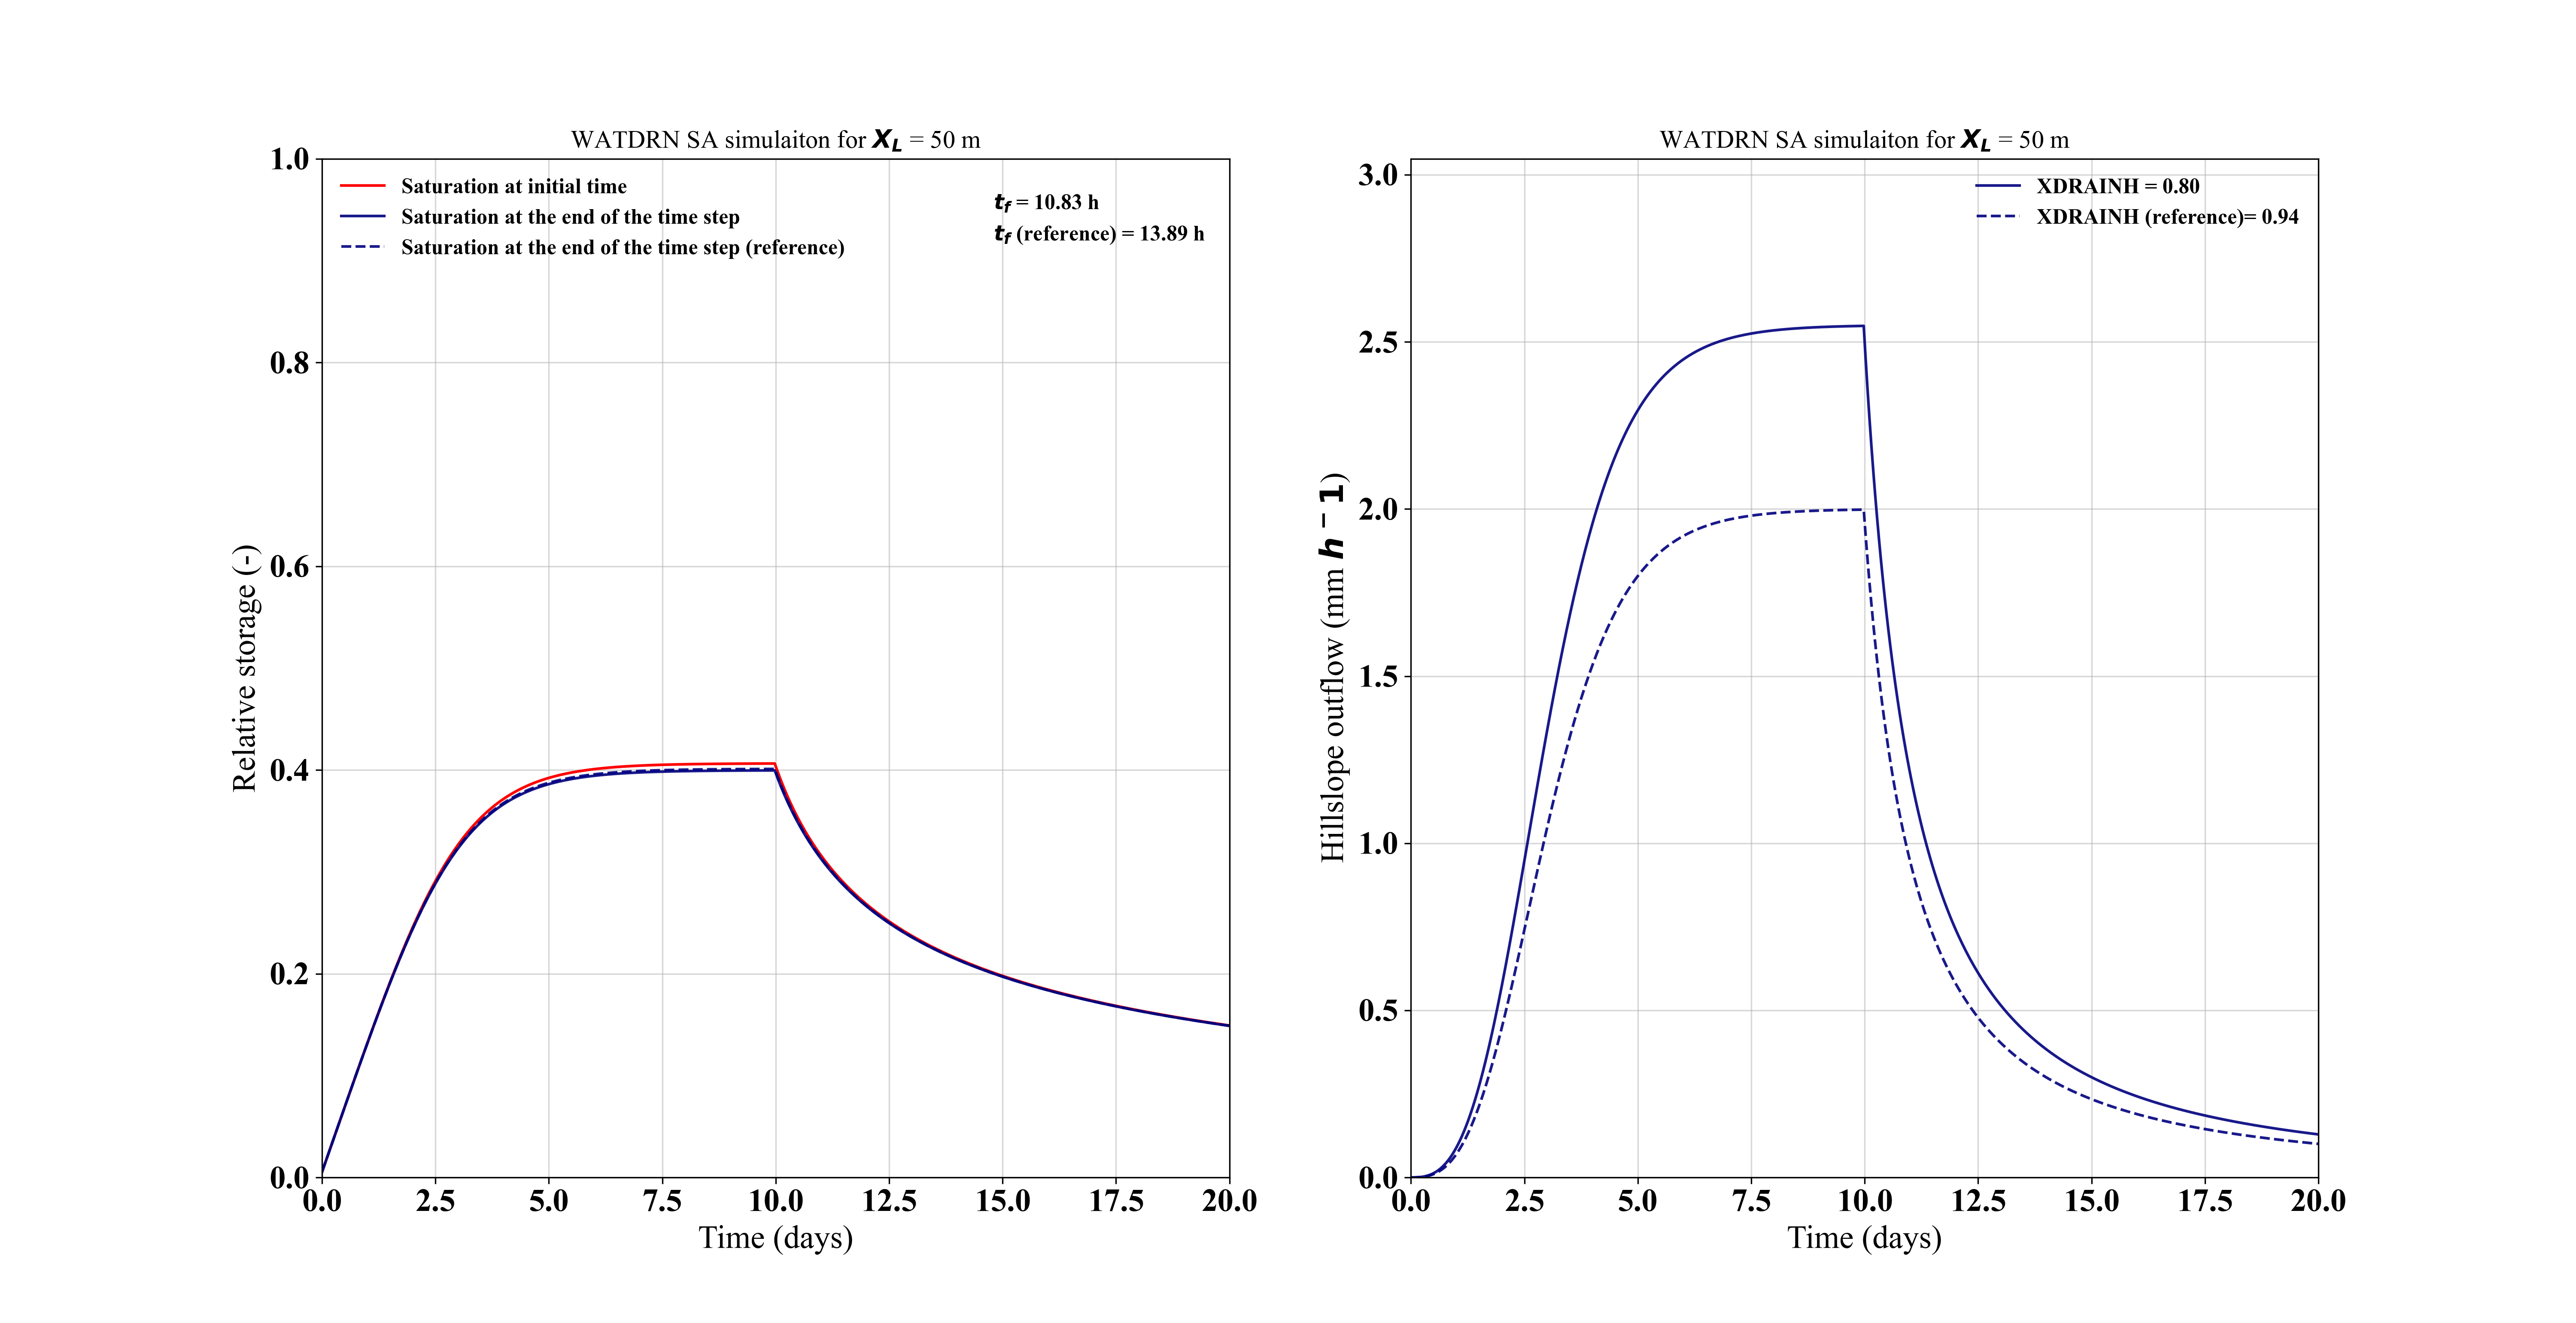 WATDRN SA simulaiton for X_L = 50 m
1.0
0.8
0.6
0.4
0.2
0.0
Relative storage (-)
Saturation at initial time
Saturation at the end of the time step
Saturation at the end of the time step (reference)
t_f = 10.83 h
t_f (reference) = 13.89 h
0.0 2.5 5.0 7.5 10.0 12.5 15.0 17.5 20.0
Time (days)
WATDRN SA simulaiton for X_L = 50 m
3.0
2.5
2.0
1.5
1.0
0.5
0.0
Hillslope outflow (mm h − 1)
XDRAINH = 0.80
XDRAINH (reference)= 0.94
0.0 2.5 5.0 7.5 10.0 12.5 15.0 17.5 20.0
Time (days)